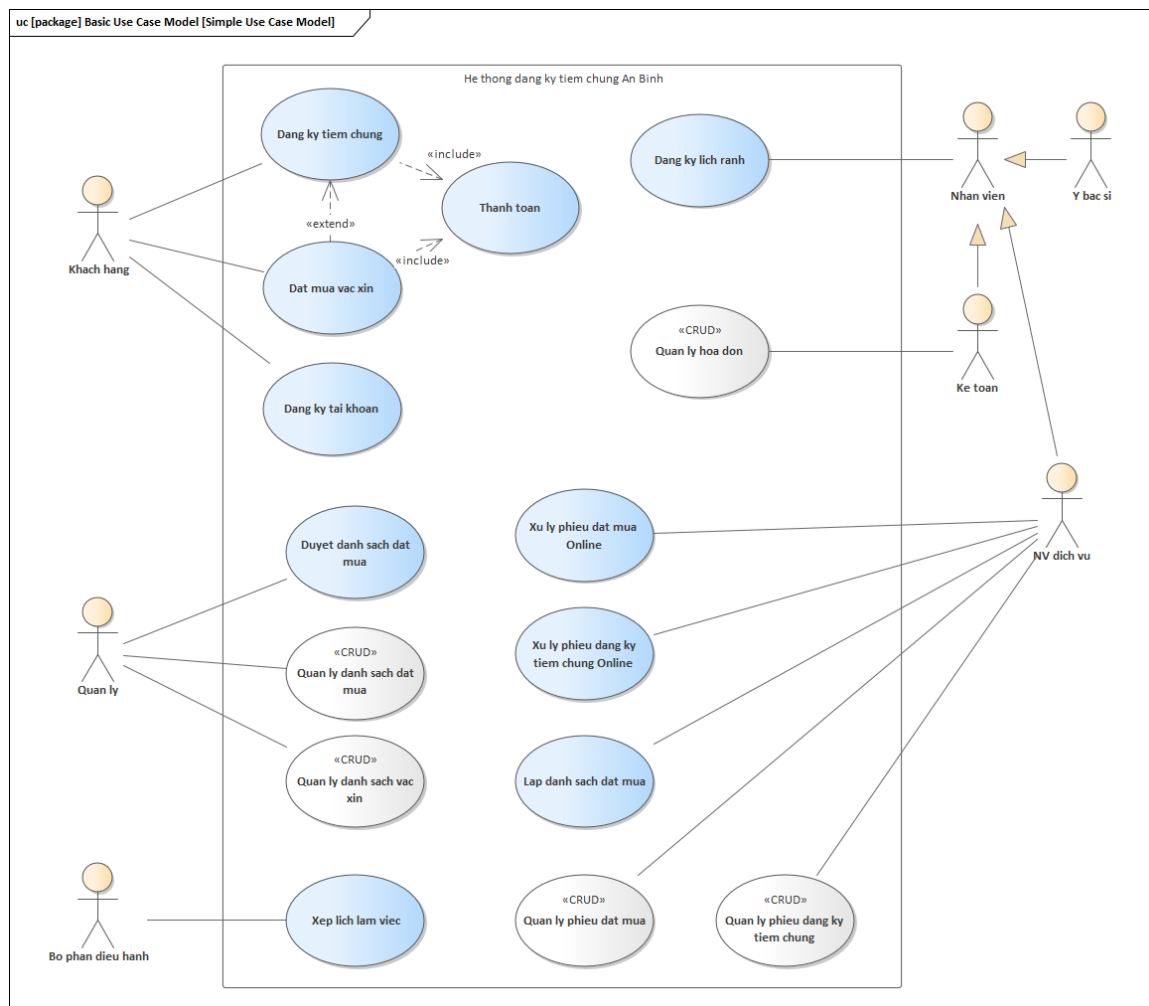 uc [package] Basic Use Case Model [Simple Use Case Model]
He thong dang ky tiem chung An Binh
Dang ky tiem chung
«include»
Thanh toan
«extend»
«include»
Dat mua vac xin
Dang ky tai khoan
Khach hang
Dang ky lich ranh
Nhan vien
Y bac si
«CRUD»
Quan ly hoa don
Ke toan
Duyet danh sach dat
mua
Xu ly phieu dat mua
Online
NV dich vu
«CRUD»
Quan ly danh sach dat
mua
Xu ly phieu dang ky
tiem chung Online
Quan ly
«CRUD»
Quan ly danh sach vac
xin
Lap danh sach dat mua
Xep lich lam viec
Bo phan dieu hanh
«CRUD»
Quan ly phieu dat mua
«CRUD»
Quan ly phieu dang ky
tiem chung